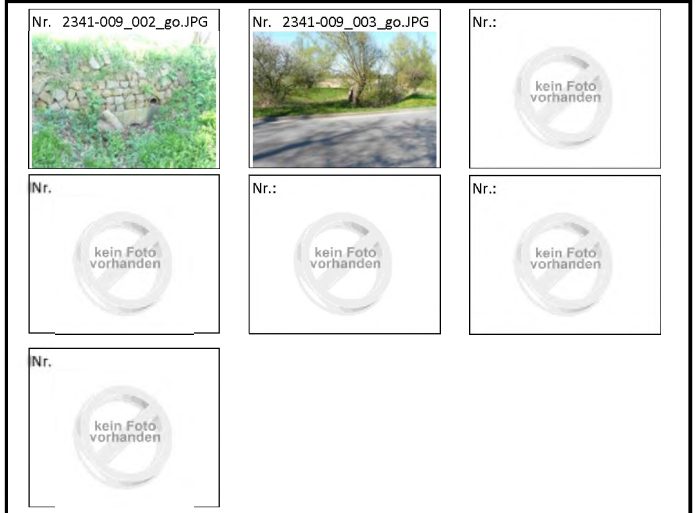 Nr. 2341-009_002_go.JPG
Nr. 2341-009_003_go.JPG
Nr.:
kein Foto
vorhanden
Nr.
kein Foto
vorhanden
Nr.:
kein Foto
vorhanden
Nr.:
kein Foto
vorhanden
Nr.
kein Foto
vorhanden